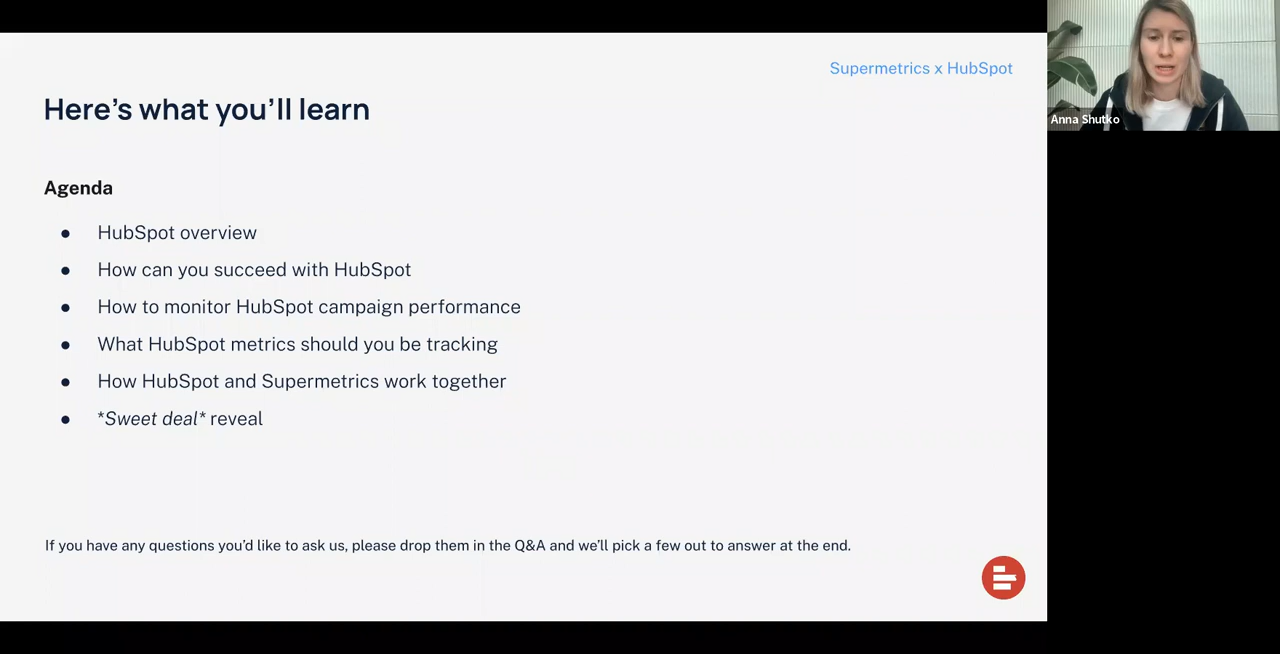 Supermetrics x HubSpot
Here’s what you’ll learn
Anna Shutko
Agenda
● HubSpot overview
● How can you succeed with HubSpot
● How to monitor HubSpot campaign performance
● What HubSpot metrics should you be tracking
● How HubSpot and Supermetrics work together
● *Sweet deal* reveal
If you have any questions you’d like to ask us, please drop them in the Q&A and we’ll pick a few out to answer at the end.